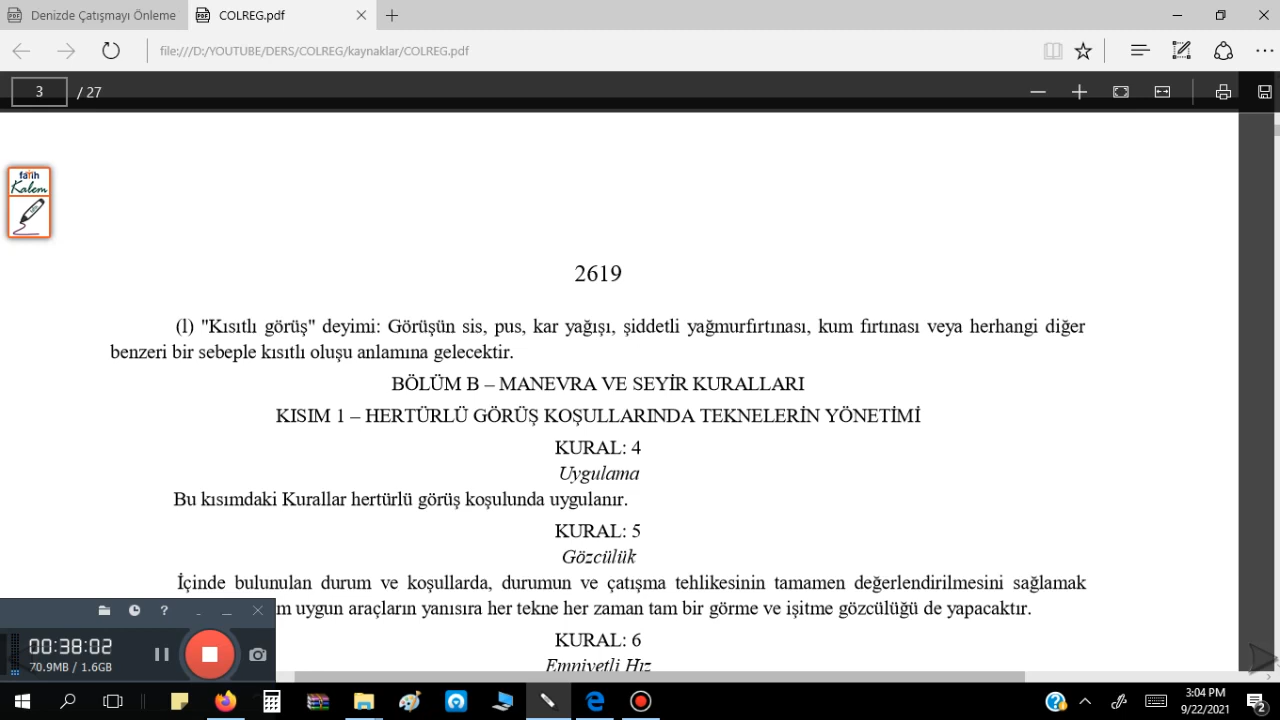 Denizde Çatışmayı Önleme
COLREG.pdf
file:///D:/YOUTUBE/DERS/COLREG/kaynaklar/COLREG.pdf
3 / 27
fatih
Kalem
2619
(l) "Kısıtlı görüş" deyimi: Görüşün sis, pus, kar yağışı, şiddetli yağmurfırtınası, kum fırtınası veya herhangi diğer
benzeri bir sebeple kısıtlı oluşu anlamına gelecektir.
BÖLÜM B – MANEVRA VE SEYİR KURALLARI
KISIM 1 – HERTÜRLÜ GÖRÜŞ KOŞULLARINDA TEKNELERİN YÖNETİMİ
KURAL: 4
Uygulama
Bu kısımdaki Kurallar hertürlü görüş koşulunda uygulanır.
KURAL: 5
Gözcülük
İçinde bulunulan durum ve koşullarda, durumun ve çatışma tehlikesinin tamamen değerlendirilmesini sağlamak
uygun araçların yanısıra her tekne her zaman tam bir görme ve işitme gözcülüğü de yapacaktır.
KURAL: 6
Emniyetli Hız
00:38:02
70.9MB / 1.6GB
3:04 PM
9/22/2021
2